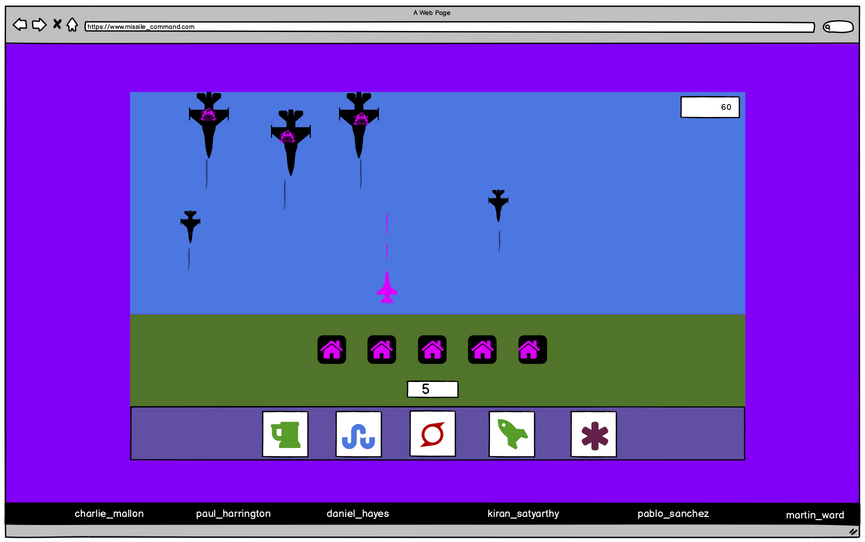 A Web Page
https://www.missile_command.com
60
5
charlie_mallon paul_harrington daniel_hayes kiran_satyarthy pablo_sanchez martin_ward